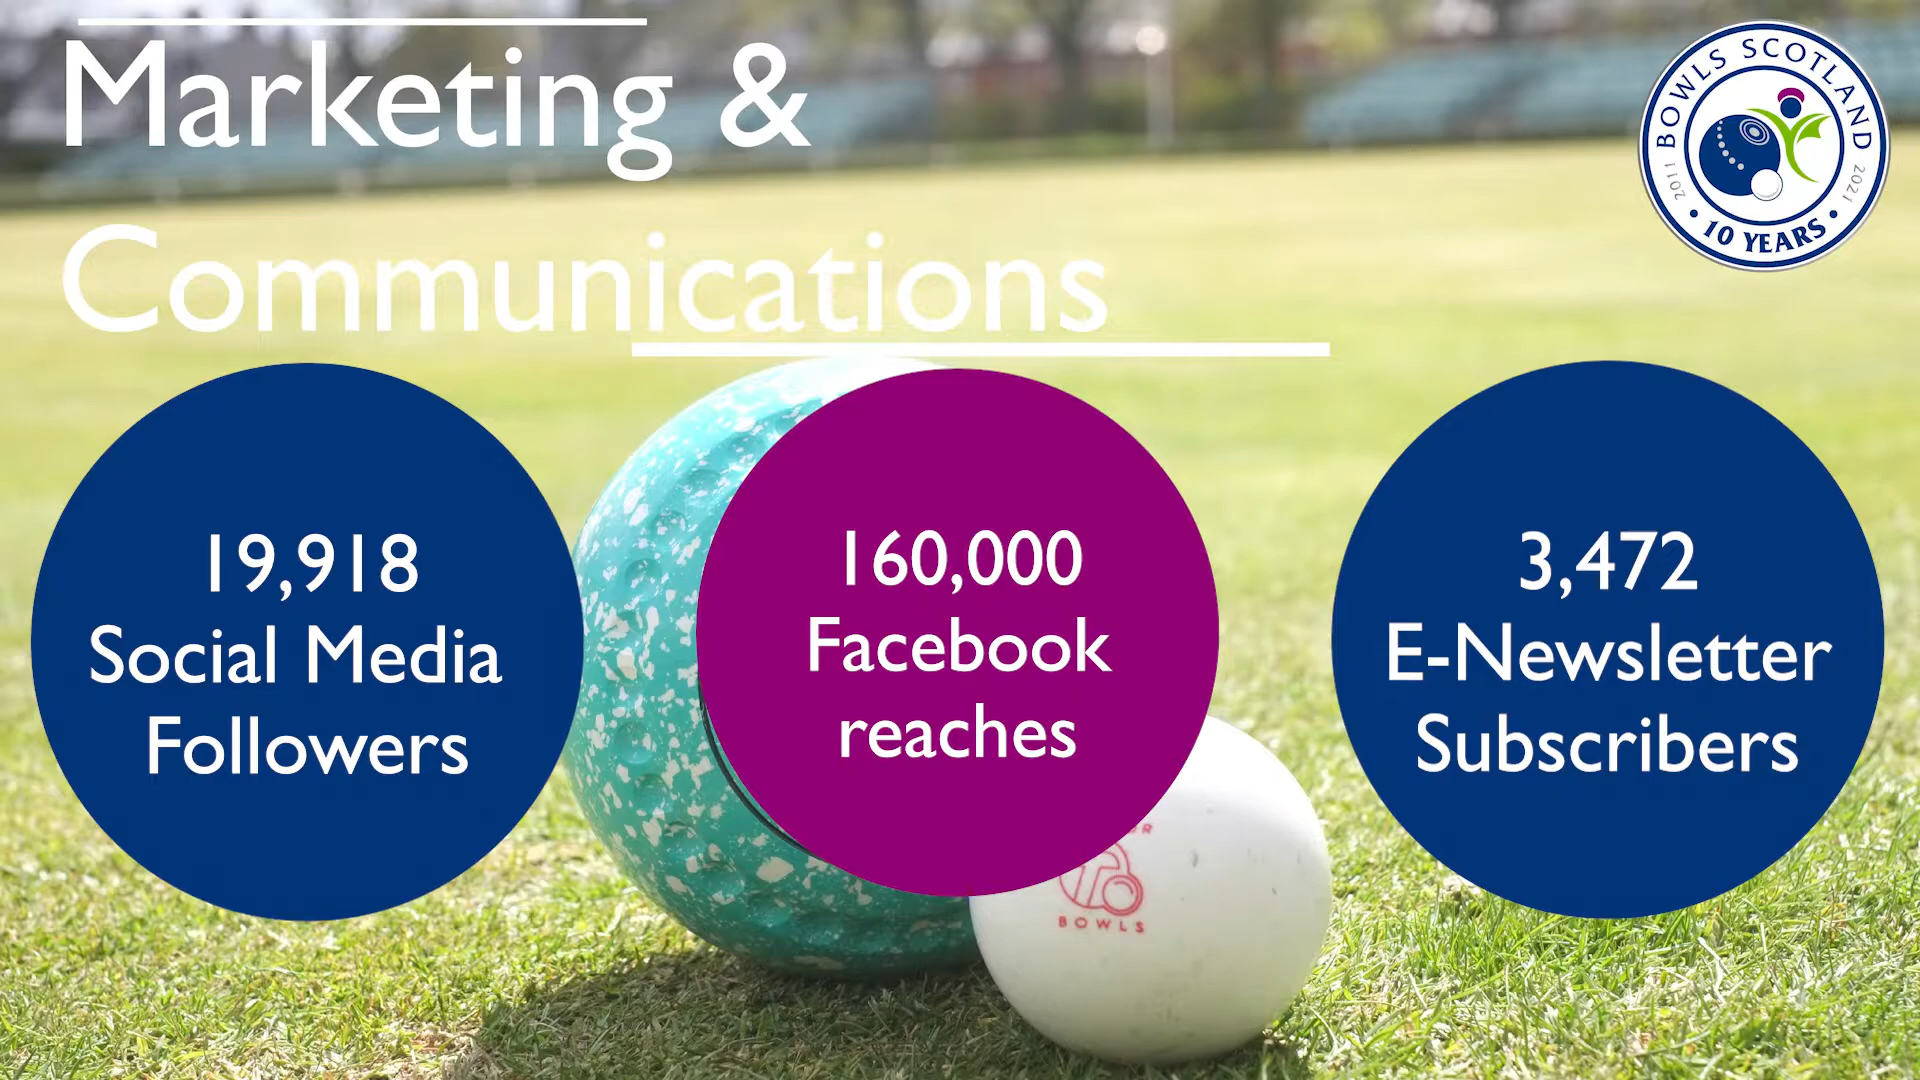 Marketing &
Communications
BOWLS SCOTLAND
2011
2021
• 10 YEARS •
19,918
Social Media
Followers
160,000
Facebook
reaches
3,472
E-Newsletter
Subscribers
BOWLS